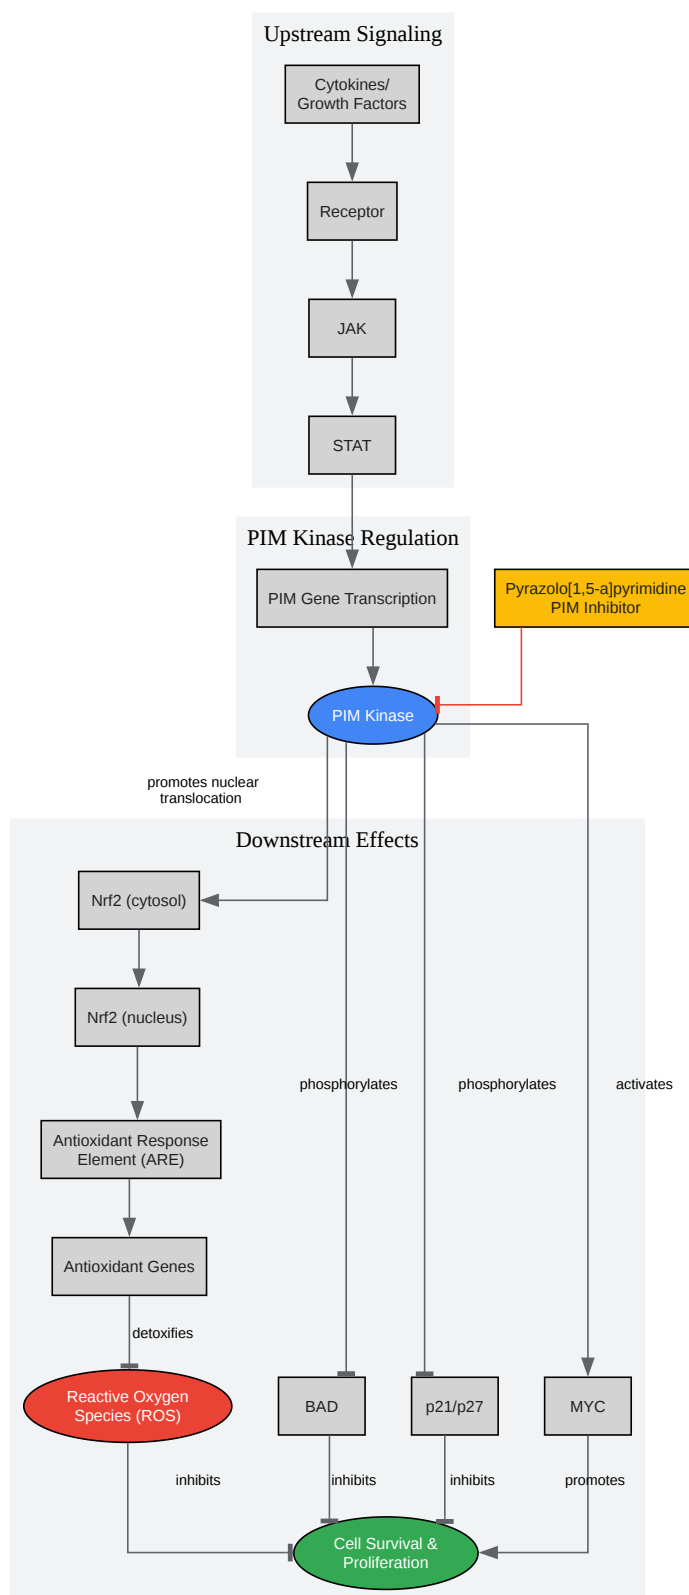 Upstream Signaling
Cytokines/
Growth Factors
Receptor
JAK
STAT
PIM Kinase Regulation
PIM Gene Transcription
Pyrazolo[1,5-a]pyrimidine
PIM Inhibitor
PIM Kinase
promotes nuclear
translocation
Downstream Effects
Nrf2 (cytosol)
Nrf2 (nucleus)
phosphorylates
phosphorylates
activates
Antioxidant Response
Element (ARE)
Antioxidant Genes
detoxifies
Reactive Oxygen
Species (ROS)
BAD
p21/p27
MYC
inhibits
inhibits
inhibits
promotes
Cell Survival &
Proliferation